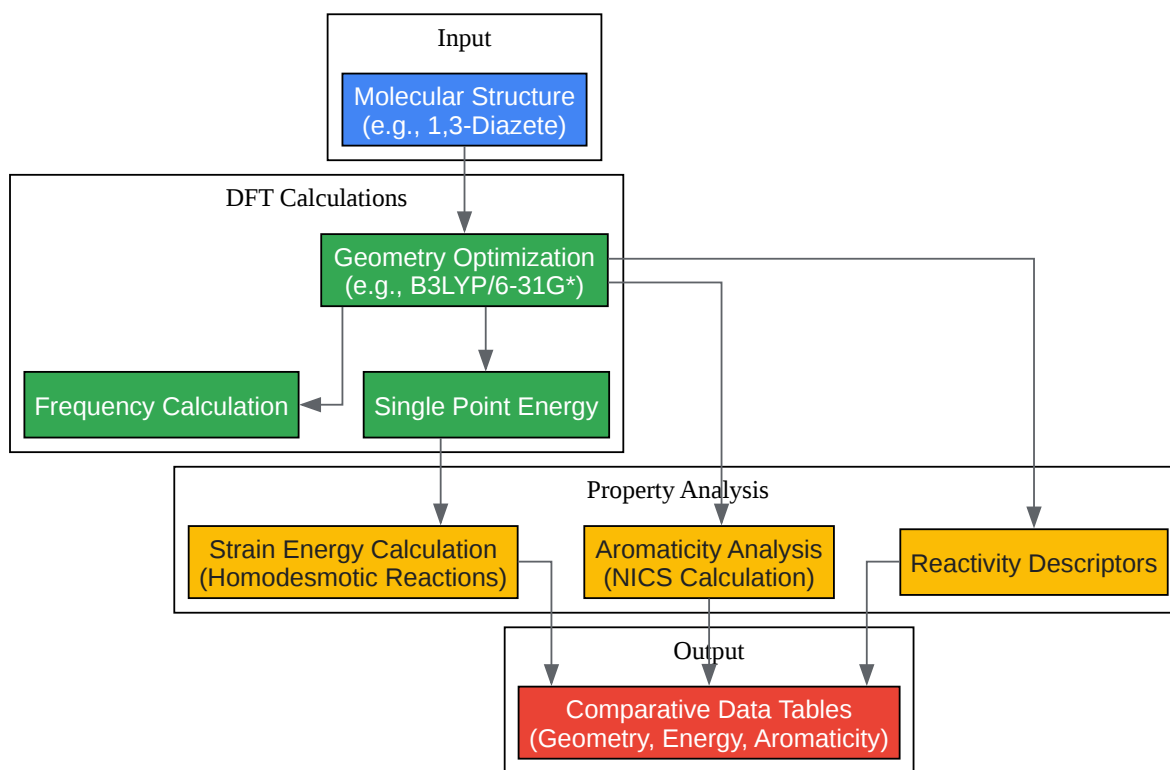 Input
Molecular Structure
(e.g., 1,3-Diazete)
DFT Calculations
Geometry Optimization
(e.g., B3LYP/6-31G*)
Frequency Calculation
Single Point Energy
Property Analysis
Strain Energy Calculation
(Homodesmotic Reactions)
Aromaticity Analysis
(NICS Calculation)
Reactivity Descriptors
Output
Comparative Data Tables
(Geometry, Energy, Aromaticity)